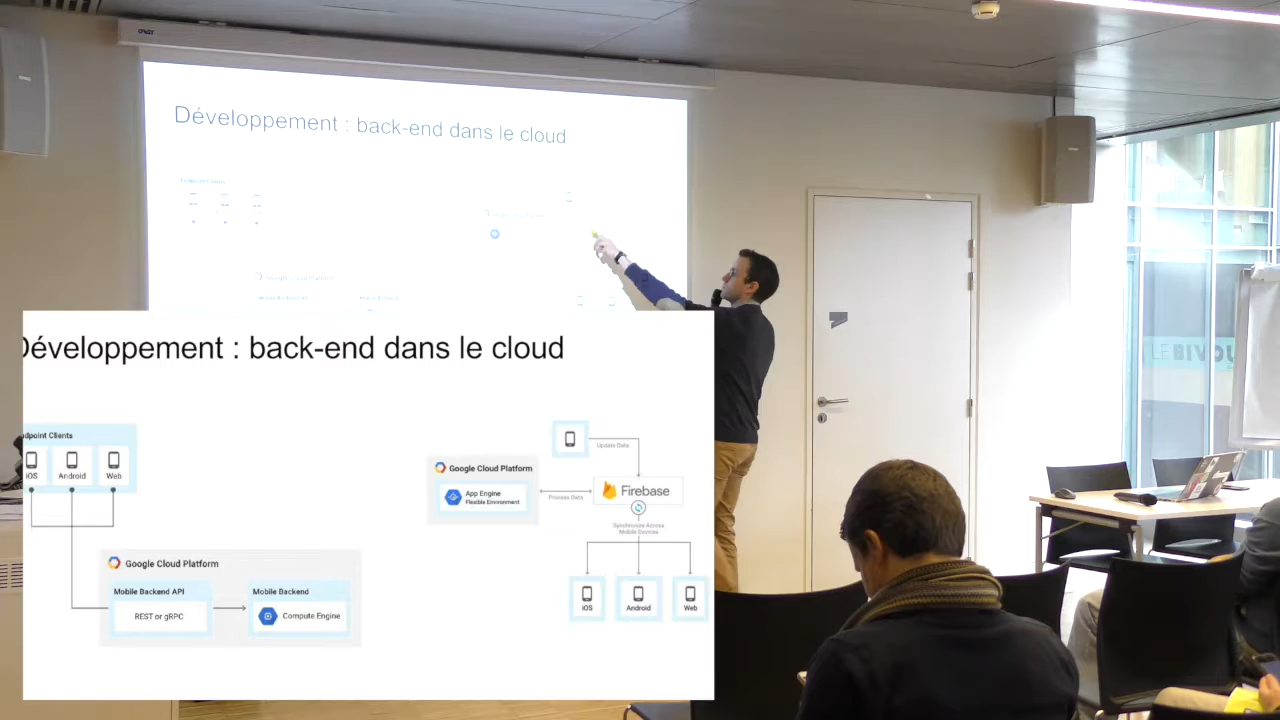 Développement : back-end dans le cloud
Endpoint Clients
Développement : back-end dans le cloud
dpoint Clients
iOS
Android
Web
Google Cloud Platform
Mobile Backend API
Mobile Backend
REST or gRPC
Compute Engine
Update Data
Google Cloud Platform
App Engine
Flexible Environment
Process Data
Firebase
Synchronize Across
Mobile Devices
iOS
Android
Web
LE BIVOU